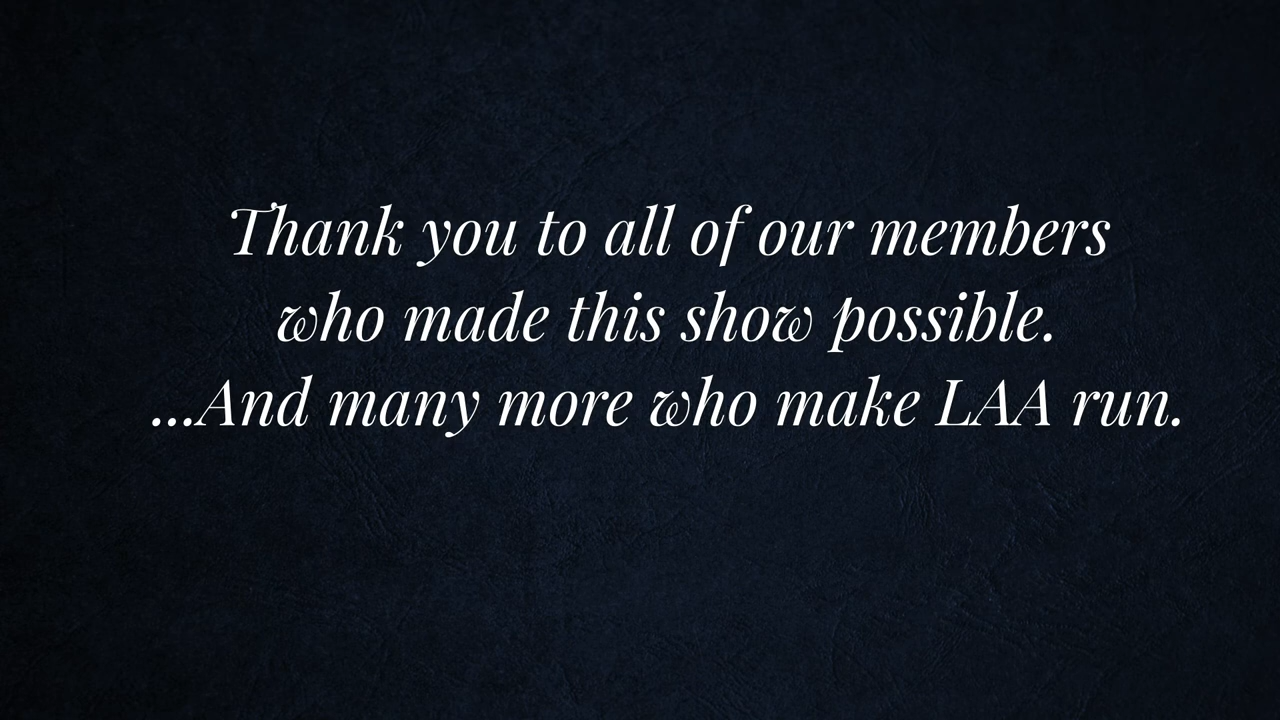 Thank you to all of our members
who made this show possible.
...And many more who make LAA run.